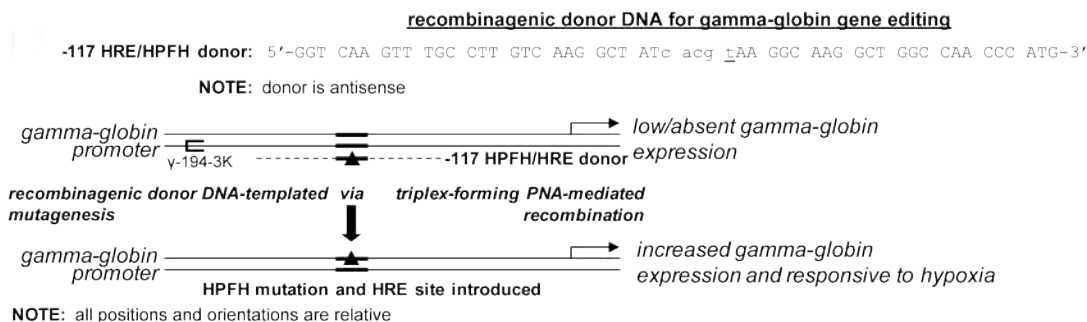 recombinagenic donor DNA for gamma-globin gene editing
-117 HRE/HPFH donor: 5'-GGT CAA GTT TGC CTT GTC AAG GCT ATc acg tAA GGC AAG GCT GGC CAA CCC ATG-3'
NOTE: donor is antisense
gamma-globin
promoter
γ-194-3K
-117 HPFH/HRE donor
low/absent gamma-globin
expression
recombinagenic donor DNA-templated via triplex-forming PNA-mediated
mutagenesis recombination
gamma-globin
promoter
increased gamma-globin
expression and responsive to hypoxia
HPFH mutation and HRE site introduced
NOTE: all positions and orientations are relative